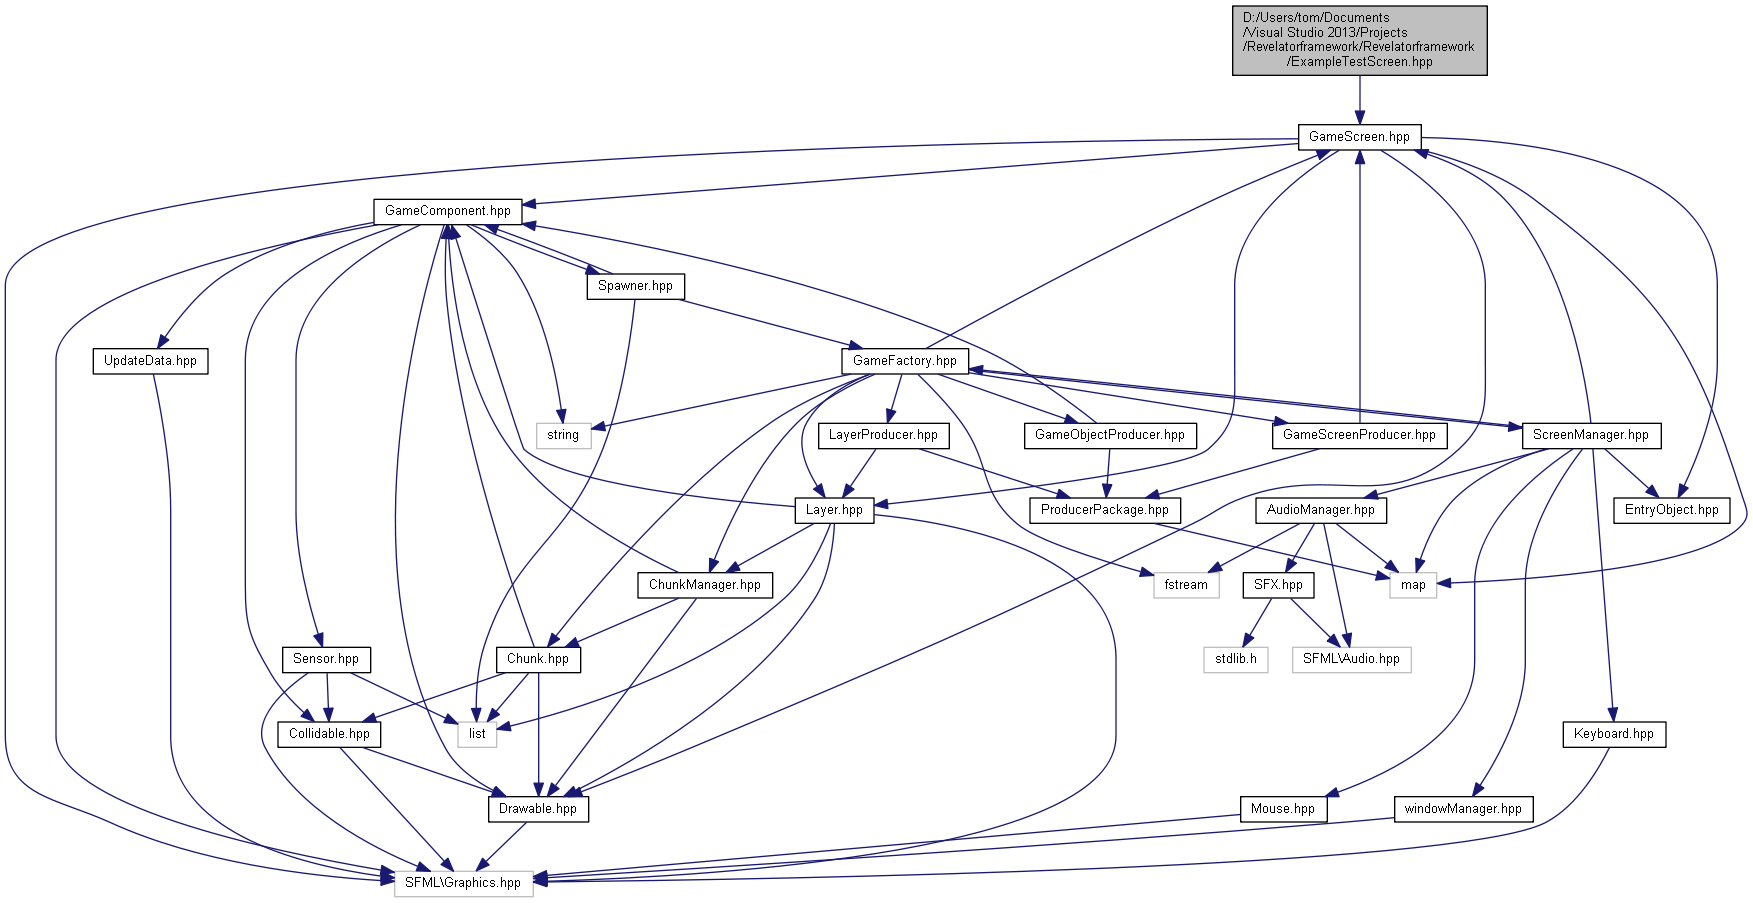 D:/Users/tom/Documents
/Visual Studio 2013/Projects
/Revelatorframework/Revelatorframework
/ExampleTestScreen.hpp
GameScreen.hpp
GameComponent.hpp
Spawner.hpp
UpdateData.hpp
GameFactory.hpp
string
LayerProducer.hpp
GameObjectProducer.hpp
GameScreenProducer.hpp
ScreenManager.hpp
Layer.hpp
ProducerPackage.hpp
AudioManager.hpp
EntryObject.hpp
ChunkManager.hpp
fstream
SFX.hpp
map
Sensor.hpp
Chunk.hpp
stdlib.h
SFML\Audio.hpp
Collidable.hpp
list
Keyboard.hpp
Drawable.hpp
Mouse.hpp
windowManager.hpp
SFML\Graphics.hpp